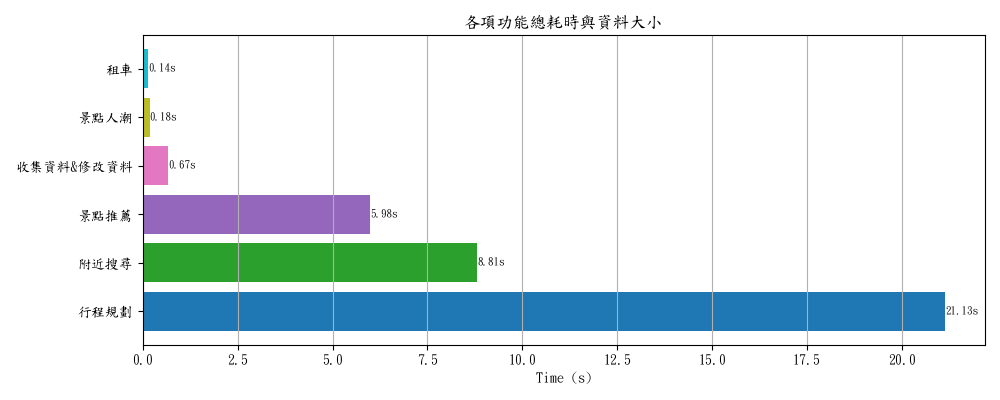 各項功能總耗時與資料大小
租車
0.14s
景點人潮
0.18s
收集資料&修改資料
0.67s
景點推薦
5.98s
附近搜尋
8.81s
行程規劃
21.13s
0.0 2.5 5.0 7.5 10.0 12.5 15.0 17.5 20.0
Time (s)